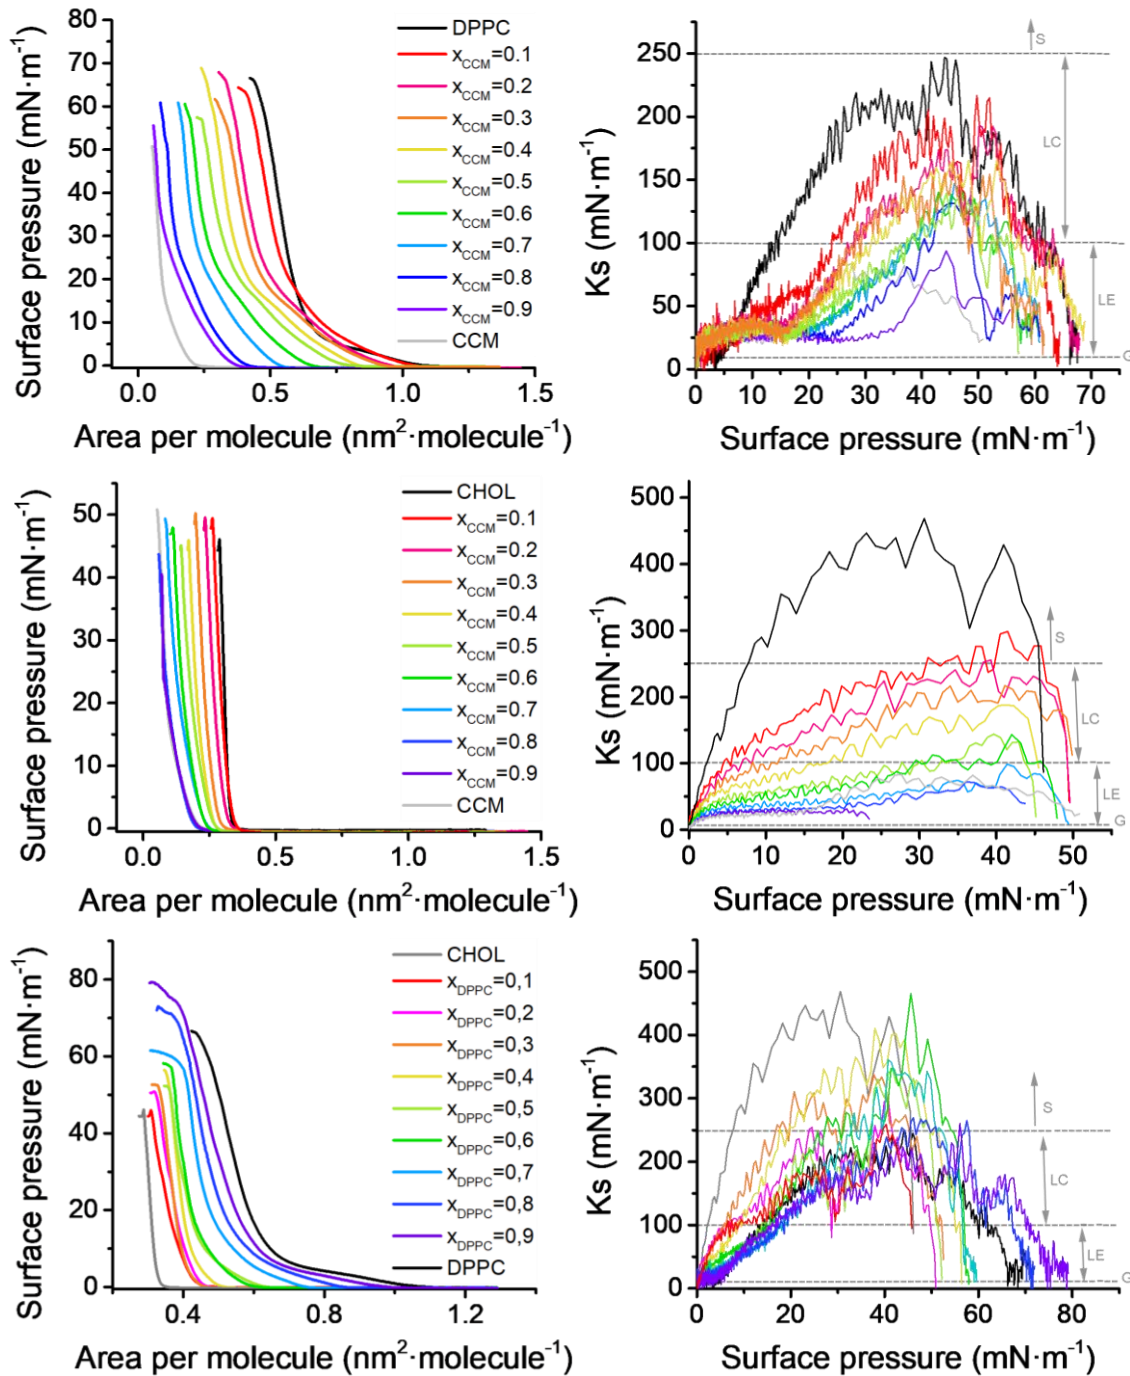 Surface pressure (mN·m⁻¹)
80
70
60
50
40
30
20
10
0
0.0 0.5 1.0 1.5
Area per molecule (nm²·molecule⁻¹)
DPPC
xCCM=0.1
xCCM=0.2
xCCM=0.3
xCCM=0.4
xCCM=0.5
xCCM=0.6
xCCM=0.7
xCCM=0.8
xCCM=0.9
CCM
Ks (mN·m⁻¹)
250
200
150
100
50
0
0 10 20 30 40 50 60 70
Surface pressure (mN·m⁻¹)
S
LC
LE
G
Surface pressure (mN·m⁻¹)
50
40
30
20
10
0
0.0 0.5 1.0 1.5
Area per molecule (nm²·molecule⁻¹)
CHOL
xCCM=0.1
xCCM=0.2
xCCM=0.3
xCCM=0.4
xCCM=0.5
xCCM=0.6
xCCM=0.7
xCCM=0.8
xCCM=0.9
CCM
Ks (mN·m⁻¹)
500
400
300
200
100
0
0 10 20 30 40 50
Surface pressure (mN·m⁻¹)
S
LC
LE
G
Surface pressure (mN·m⁻¹)
80
60
40
20
0
0.4 0.8 1.2
Area per molecule (nm²·molecule⁻¹)
CHOL
xDPPC=0,1
xDPPC=0,2
xDPPC=0,3
xDPPC=0,4
xDPPC=0,5
xDPPC=0,6
xDPPC=0,7
xDPPC=0,8
xDPPC=0,9
DPPC
Ks (mN·m⁻¹)
500
400
300
200
100
0
0 20 40 60 80
Surface pressure (mN·m⁻¹)
S
LC
LE
G